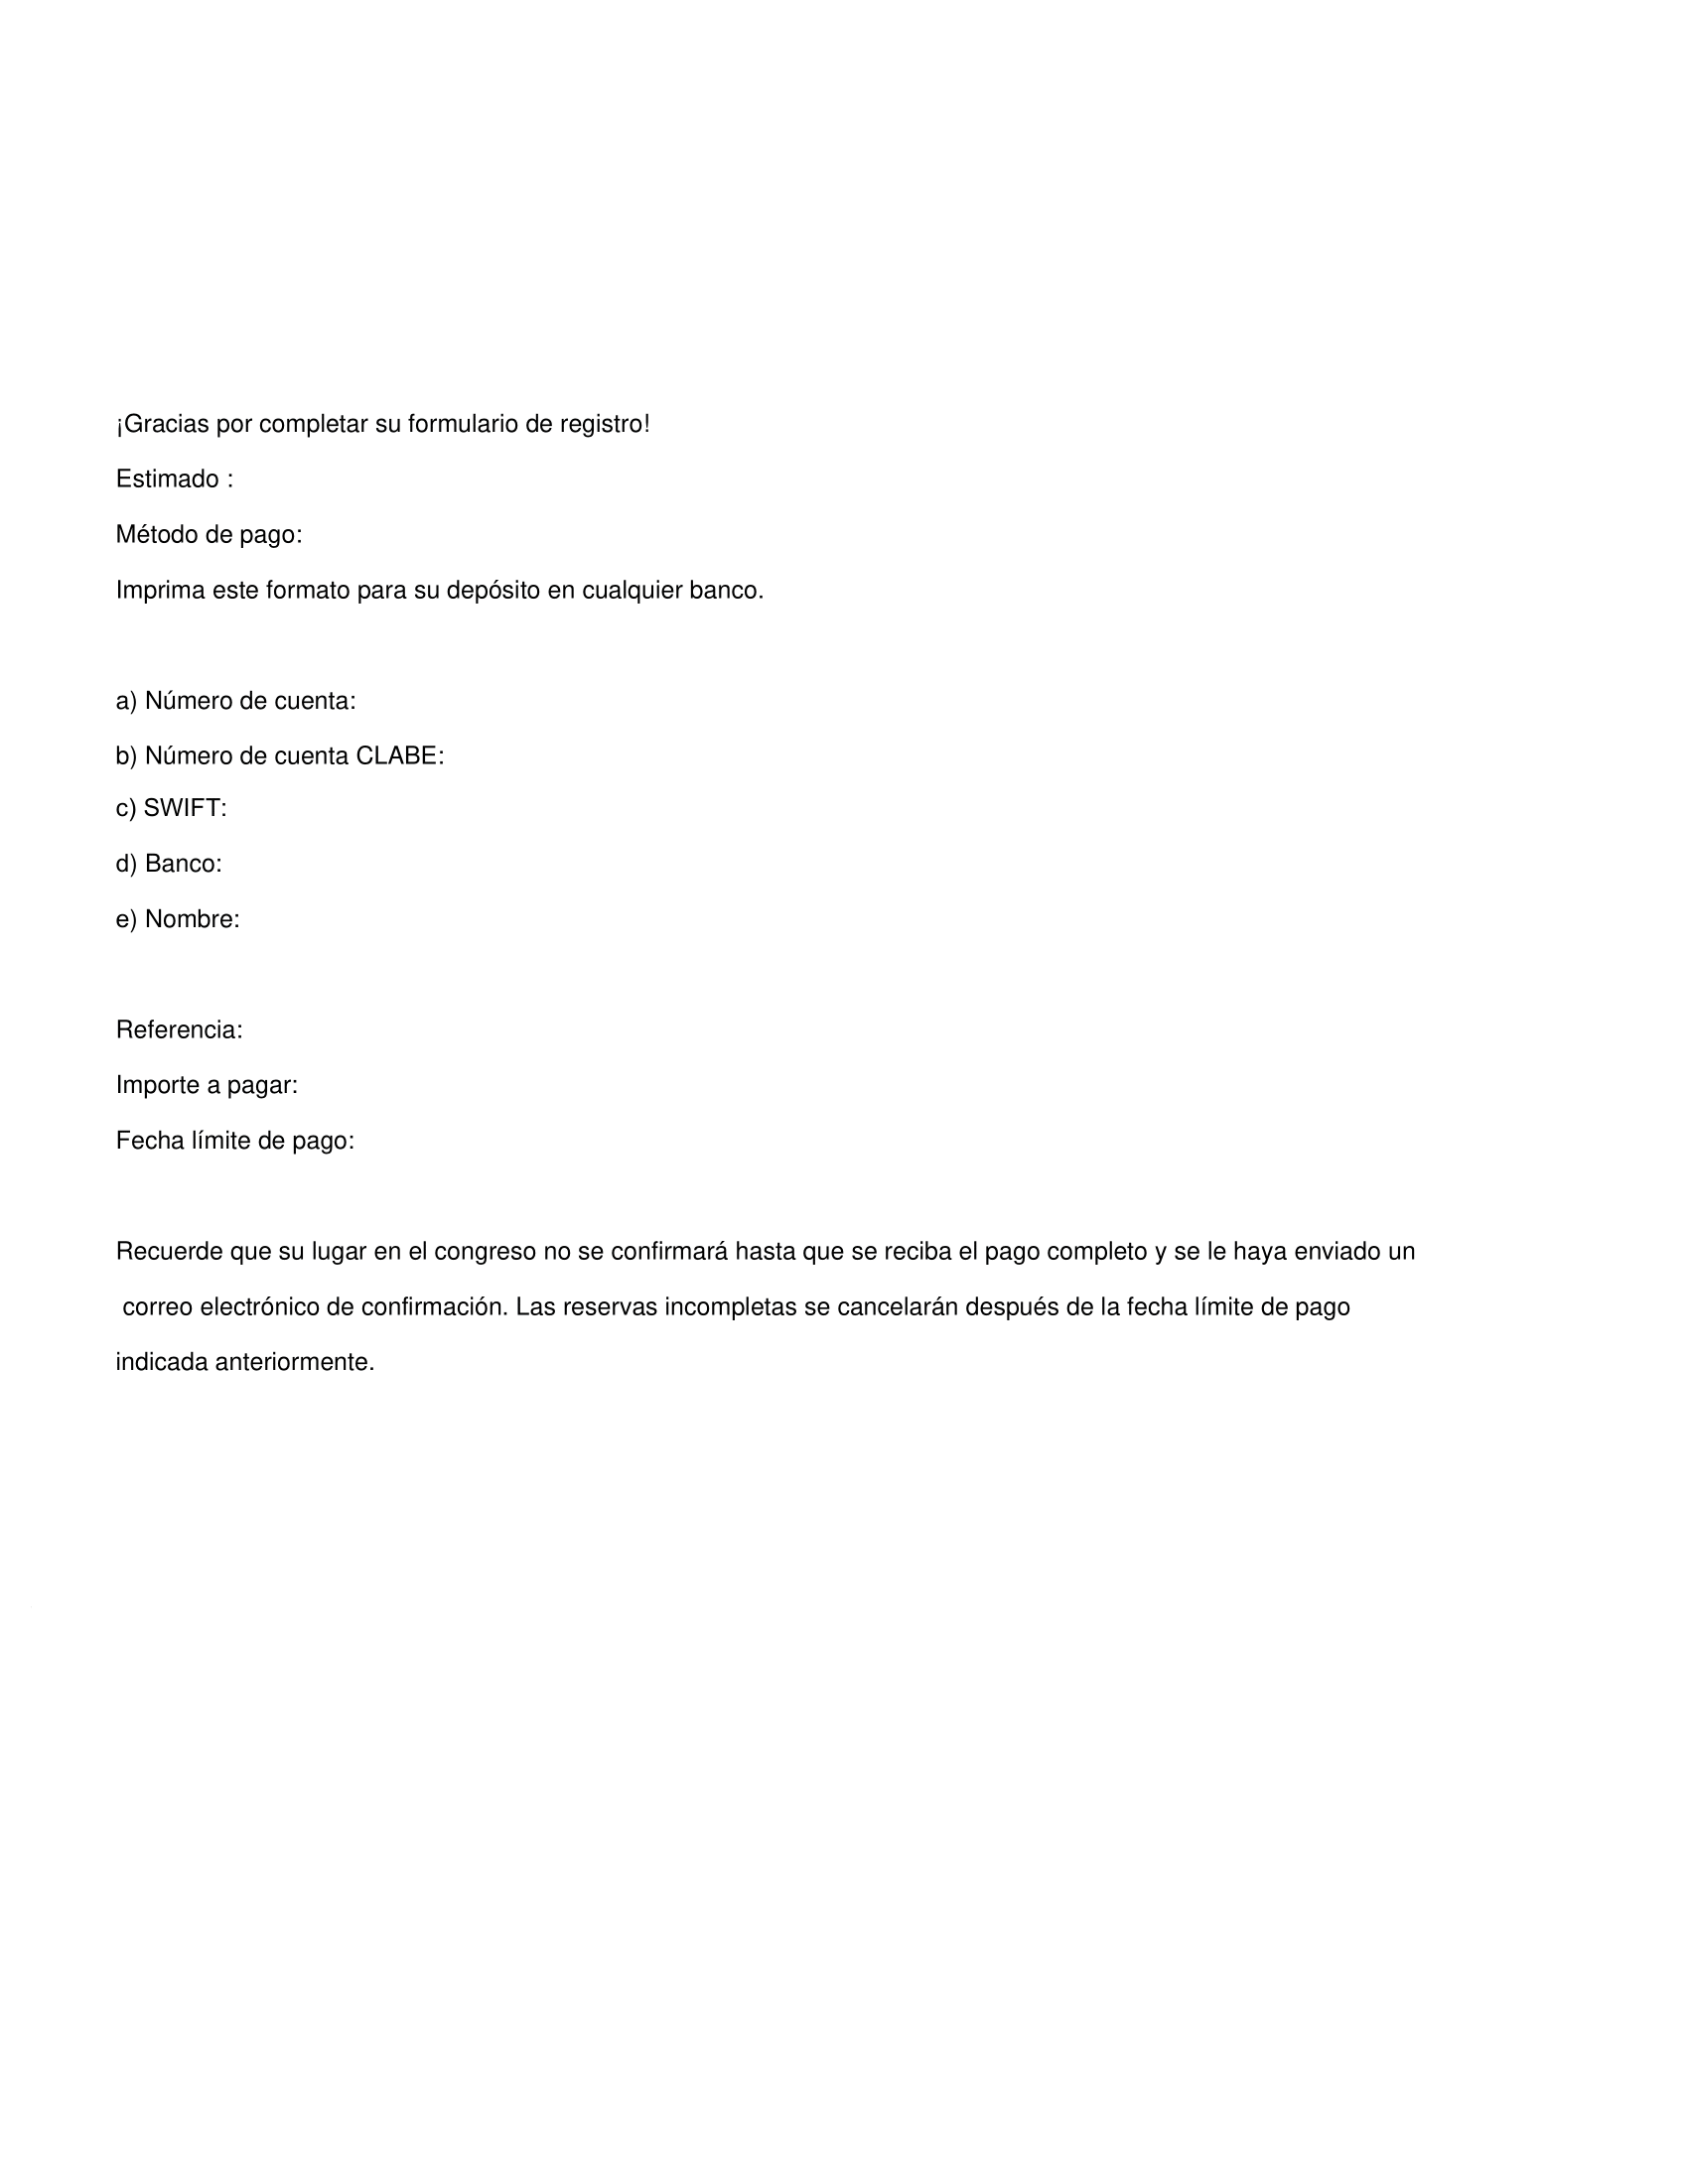 ¡Gracias por completar su formulario de registro!
Estimado :
Método de pago:
Imprima este formato para su depósito en cualquier banco.
a) Número de cuenta:
b) Número de cuenta CLABE:
c) SWIFT:
d) Banco:
e) Nombre:
Referencia:
Importe a pagar:
Fecha límite de pago:
Recuerde que su lugar en el congreso no se confirmará hasta que se reciba el pago completo y se le haya enviado un
correo electrónico de confirmación. Las reservas incompletas se cancelarán después de la fecha límite de pago
indicada anteriormente.